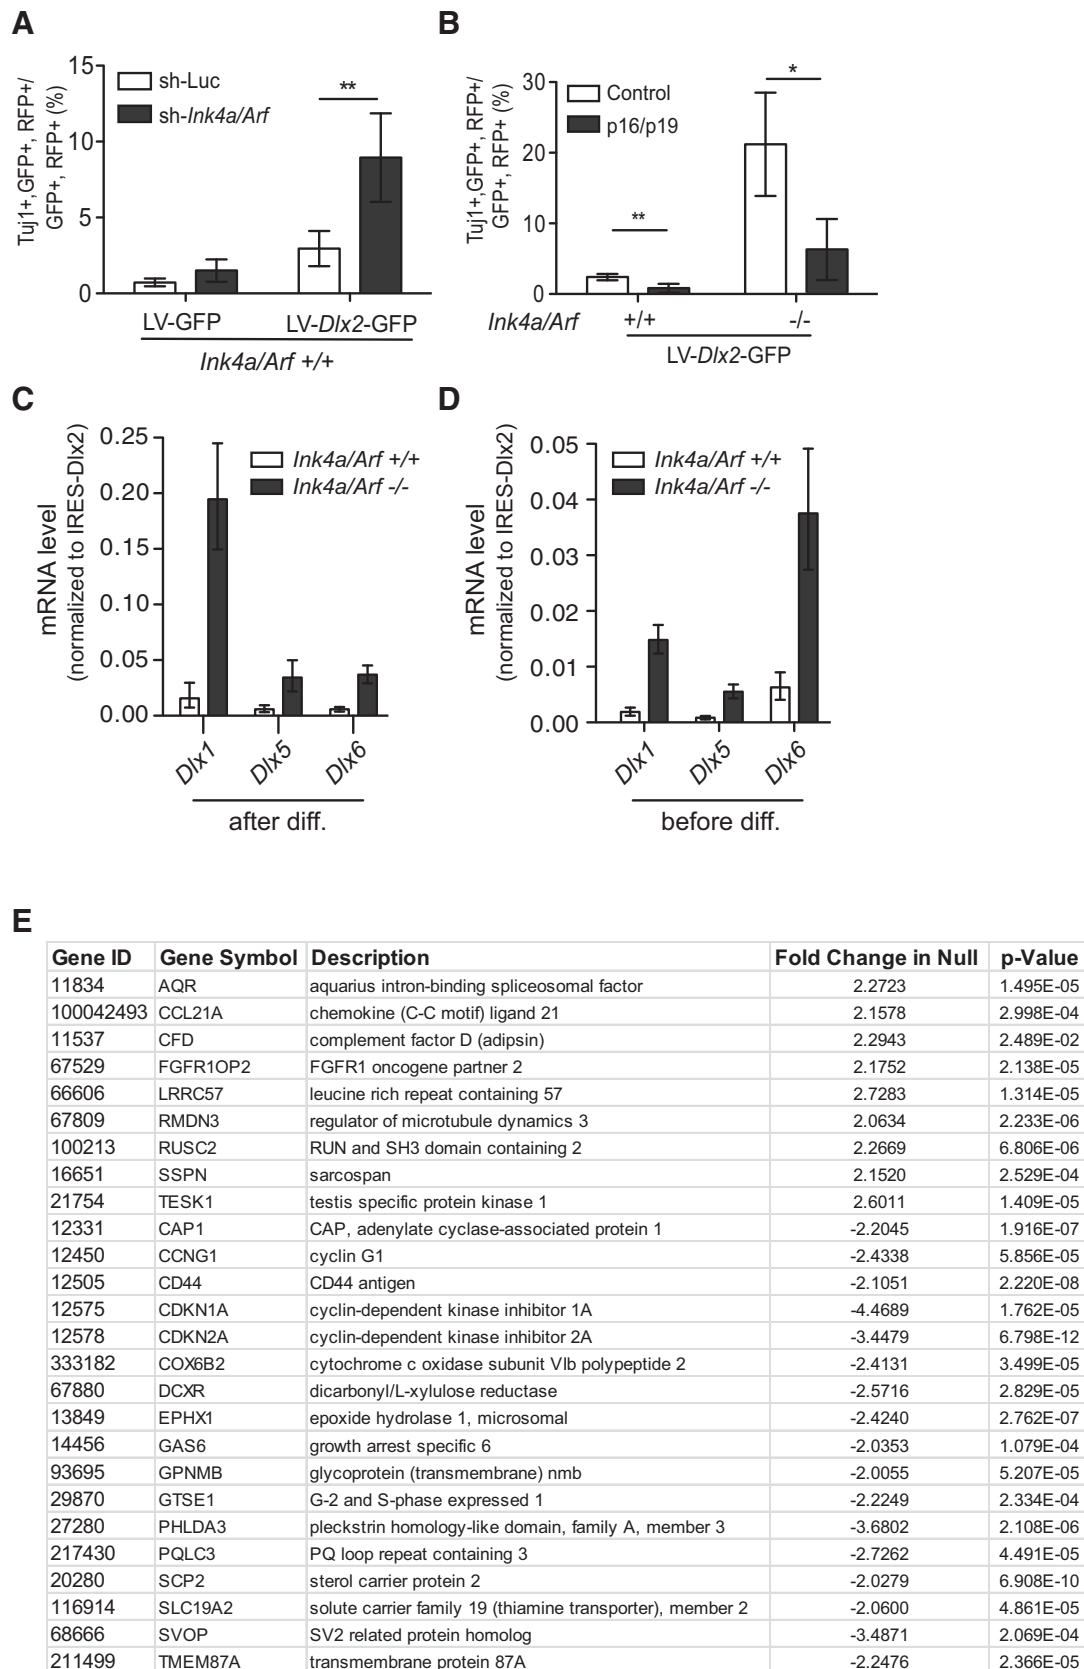 A
Tuj1+,GFP+, RFP+/
GFP+, RFP+ (%)
15
10
5
0
sh-Luc
sh-Ink4a/Arf
**
LV-GFP
LV-Dlx2-GFP
Ink4a/Arf +/+
B
Tuj1+,GFP+, RFP+/
GFP+, RFP+ (%)
30
20
10
0
Control
p16/p19
**
*
Ink4a/Arf
+/+
-/-
LV-Dlx2-GFP
C
mRNA level
(normalized to IRES-Dlx2)
0.25
0.20
0.15
0.10
0.05
0.00
Ink4a/Arf +/+
Ink4a/Arf -/-
Dlx1
Dlx5
Dlx6
after diff.
D
mRNA level
(normalized to IRES-Dlx2)
0.05
0.04
0.03
0.02
0.01
0.00
Ink4a/Arf +/+
Ink4a/Arf -/-
Dlx1
Dlx5
Dlx6
before diff.
E
Gene ID Gene Symbol Description Fold Change in Null p-Value
11834 AQR aquarius intron-binding spliceosomal factor 2.2723 1.495E-05
100042493 CCL21A chemokine (C-C motif) ligand 21 2.1578 2.998E-04
11537 CFD complement factor D (adipsin) 2.2943 2.489E-02
67529 FGFR1OP2 FGFR1 oncogene partner 2 2.1752 2.138E-05
66606 LRRC57 leucine rich repeat containing 57 2.7283 1.314E-05
67809 RMDN3 regulator of microtubule dynamics 3 2.0634 2.233E-06
100213 RUSC2 RUN and SH3 domain containing 2 2.2669 6.806E-06
16651 SSPN sarcospan 2.1520 2.529E-04
21754 TESK1 testis specific protein kinase 1 2.6011 1.409E-05
12331 CAP1 CAP, adenylate cyclase-associated protein 1 -2.2045 1.916E-07
12450 CCNG1 cyclin G1 -2.4338 5.856E-05
12505 CD44 CD44 antigen -2.1051 2.220E-08
12575 CDKN1A cyclin-dependent kinase inhibitor 1A -4.4689 1.762E-05
12578 CDKN2A cyclin-dependent kinase inhibitor 2A -3.4479 6.798E-12
333182 COX6B2 cytochrome c oxidase subunit VIb polypeptide 2 -2.4131 3.499E-05
67880 DCXR dicarbonyl/L-xylulose reductase -2.5716 2.829E-05
13849 EPHX1 epoxide hydrolase 1, microsomal -2.4240 2.762E-07
14456 GAS6 growth arrest specific 6 -2.0353 1.079E-04
93695 GPNMB glycoprotein (transmembrane) nmb -2.0055 5.207E-05
29870 GTSE1 G-2 and S-phase expressed 1 -2.2249 2.334E-04
27280 PHLDA3 pleckstrin homology-like domain, family A, member 3 -3.6802 2.108E-06
217430 PQLC3 PQ loop repeat containing 3 -2.7262 4.491E-05
20280 SCP2 sterol carrier protein 2 -2.0279 6.908E-10
116914 SLC19A2 solute carrier family 19 (thiamine transporter), member 2 -2.0600 4.861E-05
68666 SVOP SV2 related protein homolog -3.4871 2.069E-04
211499 TMEM87A transmembrane protein 87A -2.2476 2.366E-05